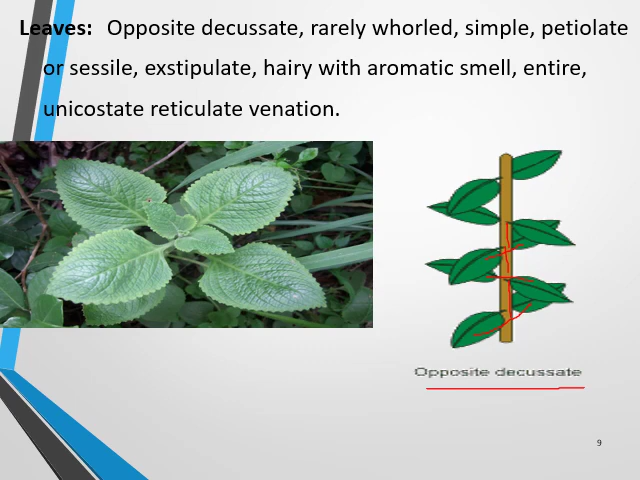 Leaves: Opposite decussate, rarely whorled, simple, petiolate
or sessile, exstipulate, hairy with aromatic smell, entire,
unicostate reticulate venation.
Opposite decussate
9